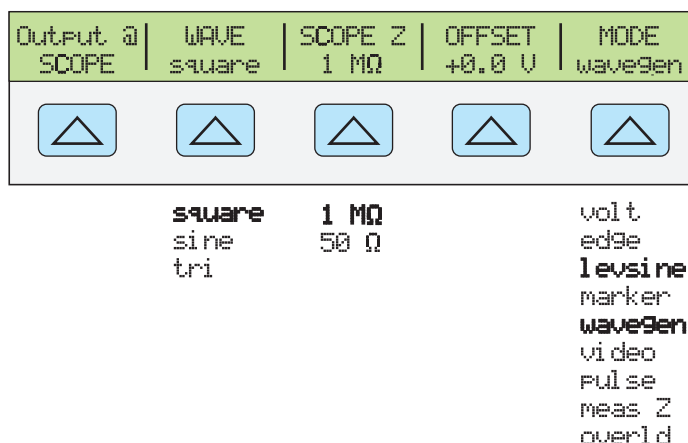 Output @ WAVE SCOPE Z OFFSET MODE
SCOPE square 1 MΩ +0.0 V wavegen
square 1 MΩ volt
sine 50 Ω edge
tri levsine
marker
wavegen
video
pulse
meas Z
overld